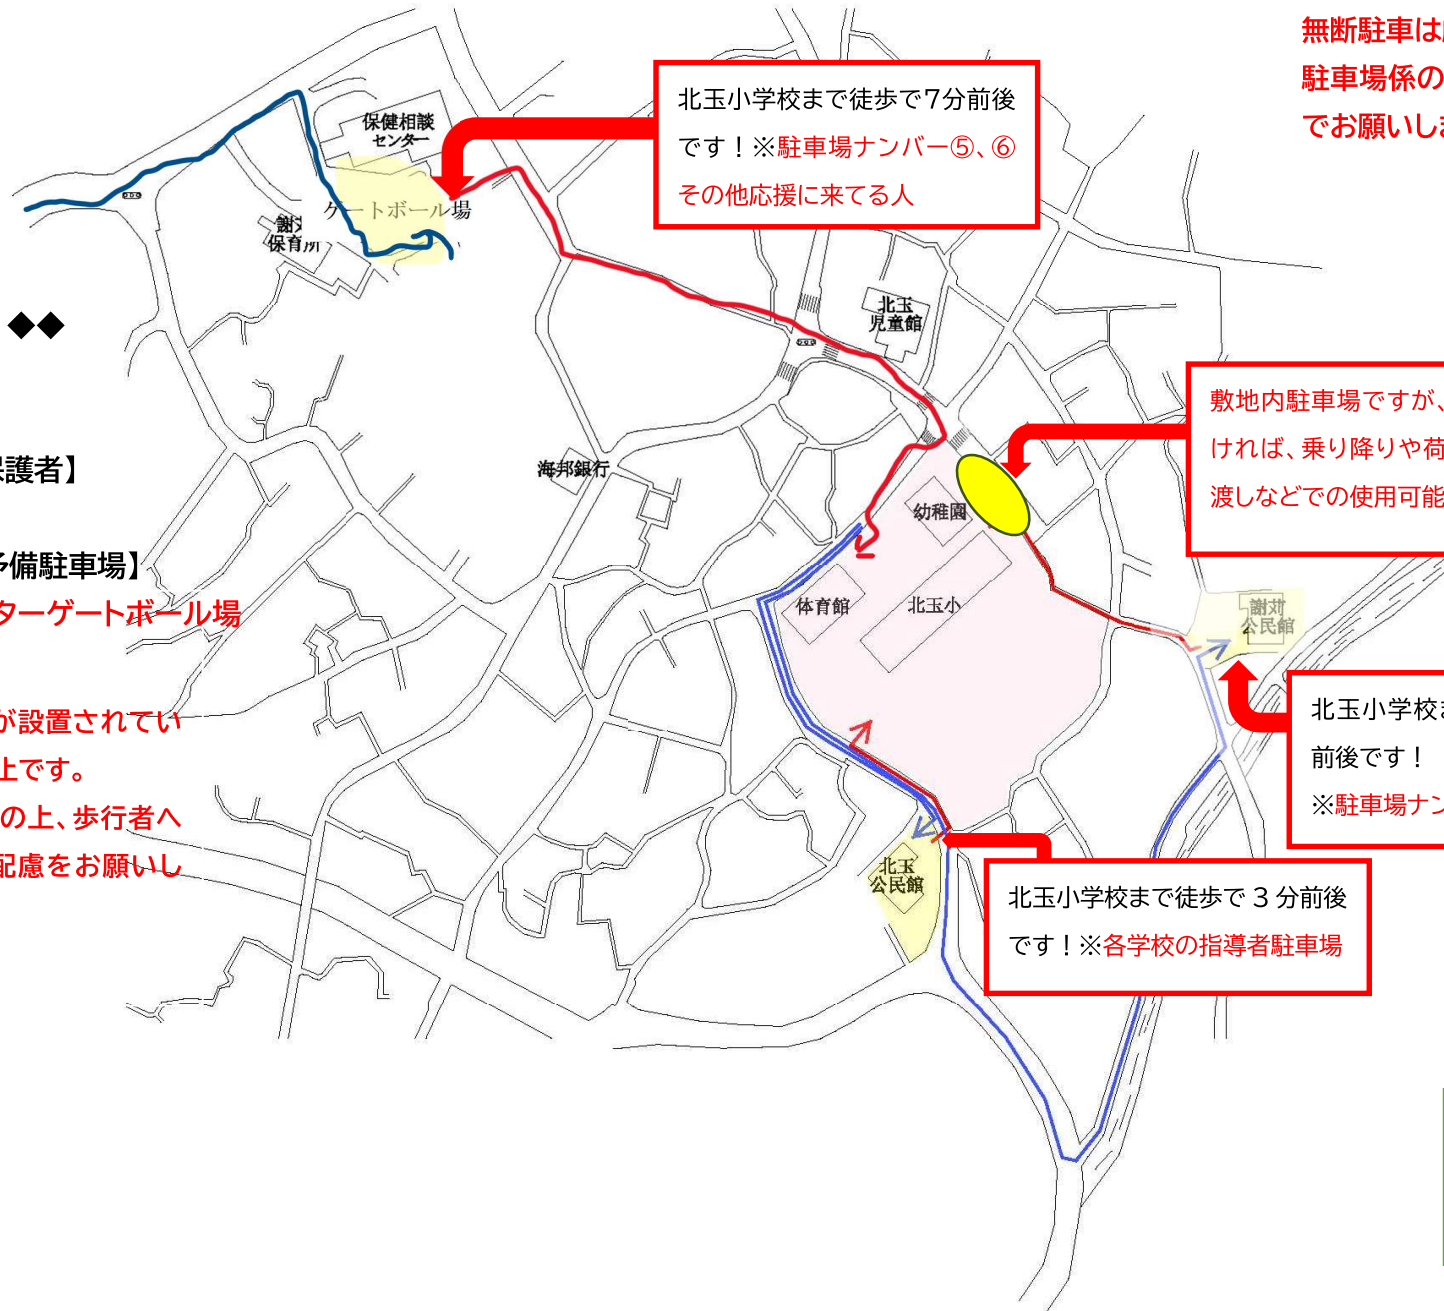 無断駐車は
駐車場係の
でお願いしま
北玉小学校まで徒歩で7分前後
です！※駐車場ナンバー⑤、⑥
その他応援に来てる人
保健相談
センター
ゲートボール場
保育所
◆◆
北玉
児童館
敷地内駐車場ですが、
ければ、乗り降りや荷
渡しなどでの使用可能
保護者】
海邦銀行
幼稚園
予備駐車場】
ターゲートボール場
体育館
北玉小
謝苅
公民館
が設置されてい
上です。
の上、歩行者へ
配慮をお願いし
北玉小学校ま
前後です！
※駐車場ナン
北玉
公民館
北玉小学校まで徒歩で３分前後
です！※各学校の指導者駐車場